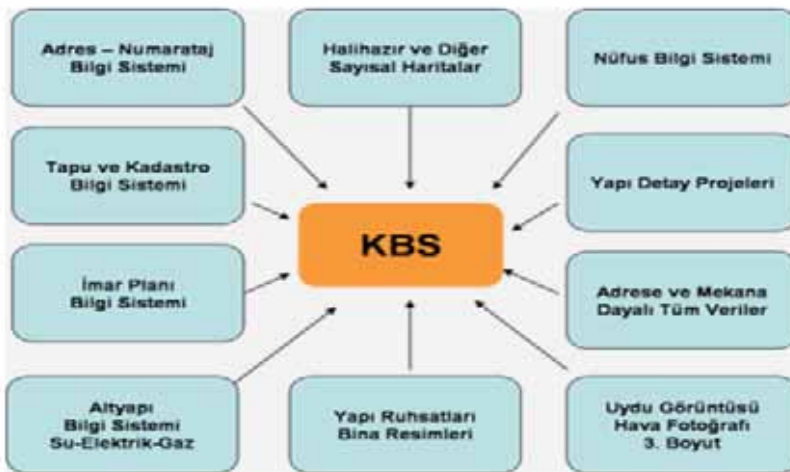 Adres – Numarataj
Bilgi Sistemi
Halihazır ve Diğer
Sayısal Haritalar
Nüfus Bilgi Sistemi
Tapu ve Kadastro
Bilgi Sistemi
Yapı Detay Projeleri
KBS
İmar Planı
Bilgi Sistemi
Adrese ve Mekana
Dayalı Tüm Veriler
Altyapı
Bilgi Sistemi
Su-Elektrik-Gaz
Yapı Ruhsatları
Bina Resimleri
Uydu Görüntüsü
Hava Fotoğrafı
3. Boyut